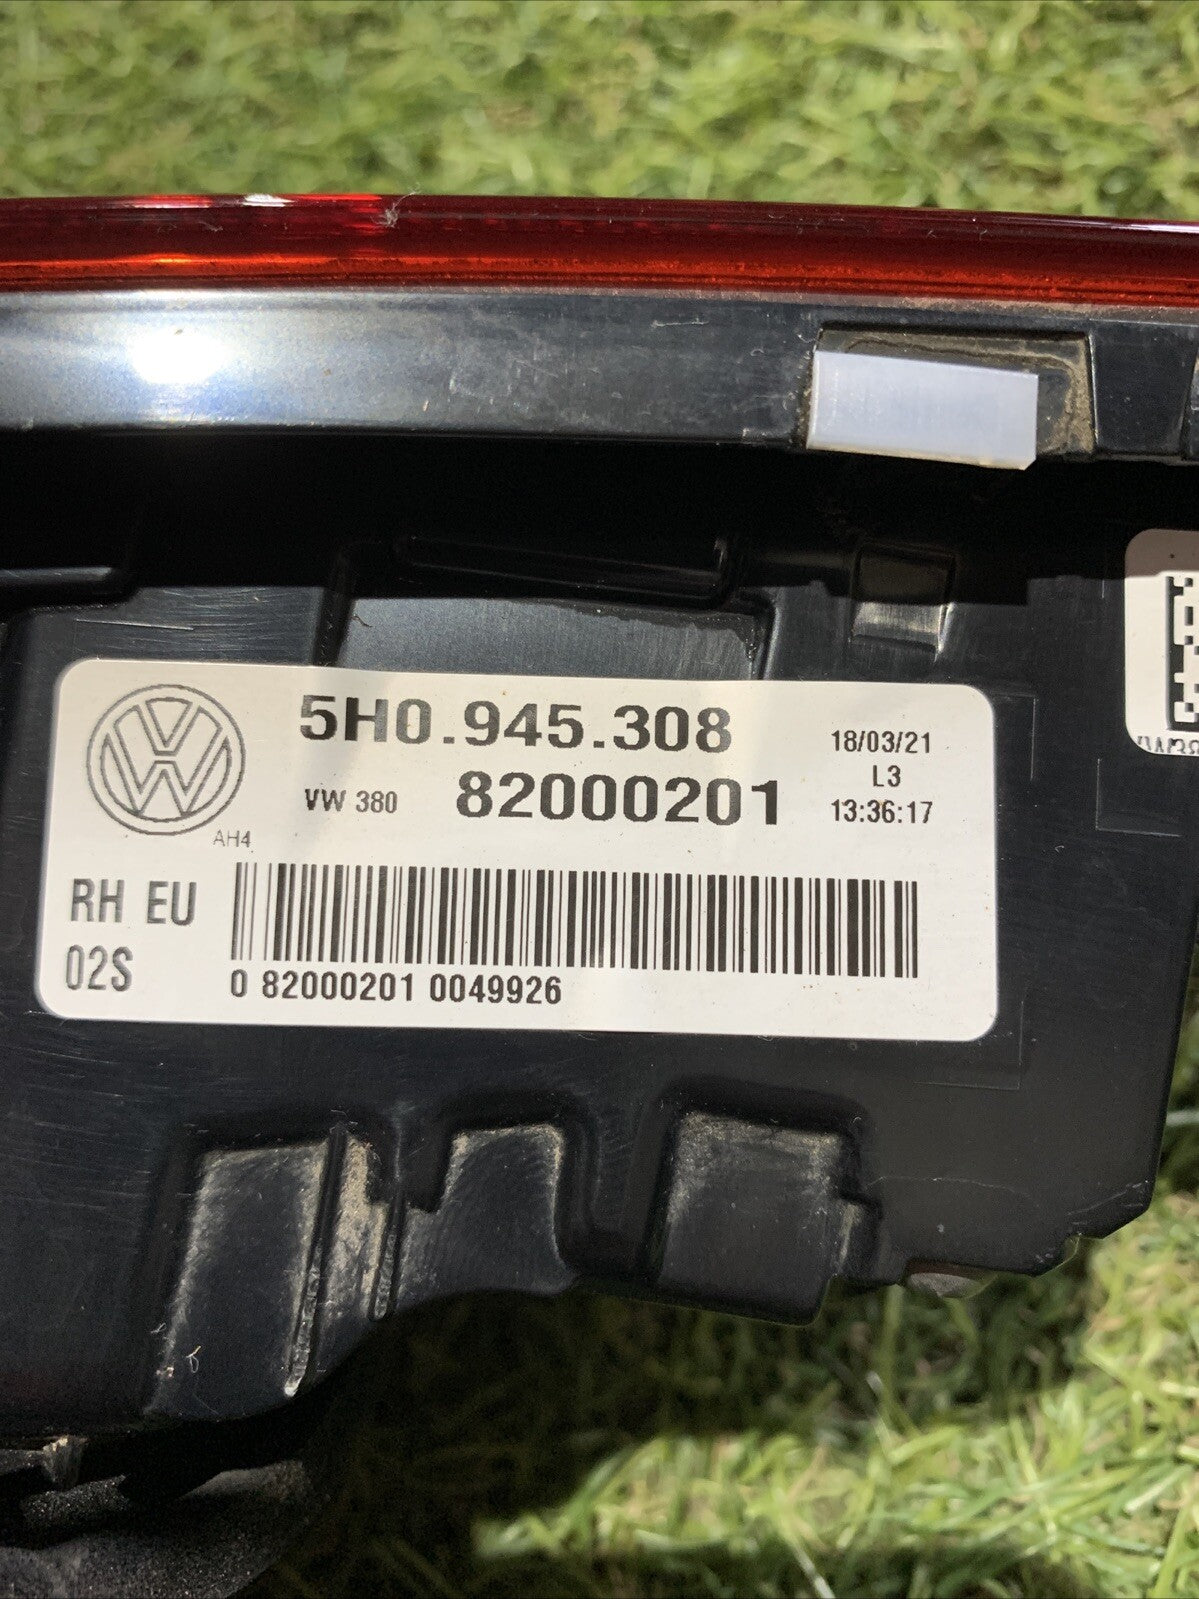 5H0.945.308
VW 380 82000201
18/03/21
L3
13:36:17
AH4
RH EU
02S
0 82000201 0049926